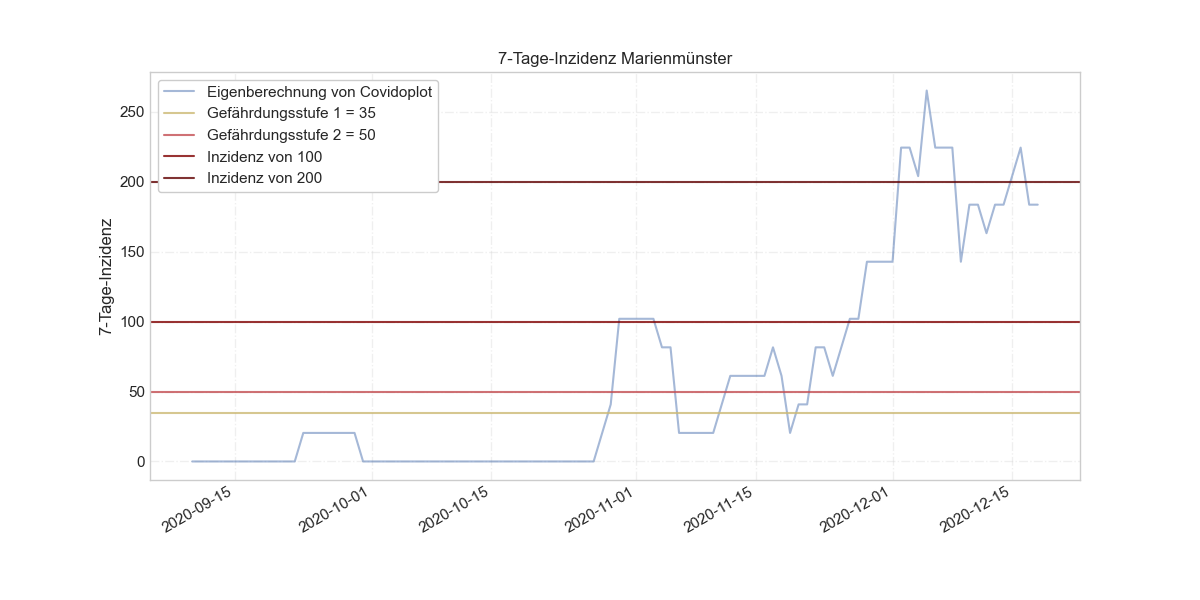 7-Tage-Inzidenz Marienmünster
Eigenberechnung von Covidoplot
Gefährdungsstufe 1 = 35
Gefährdungsstufe 2 = 50
Inzidenz von 100
Inzidenz von 200
7-Tage-Inzidenz
250
200
150
100
50
0
2020-09-15
2020-10-01
2020-10-15
2020-11-01
2020-11-15
2020-12-01
2020-12-15